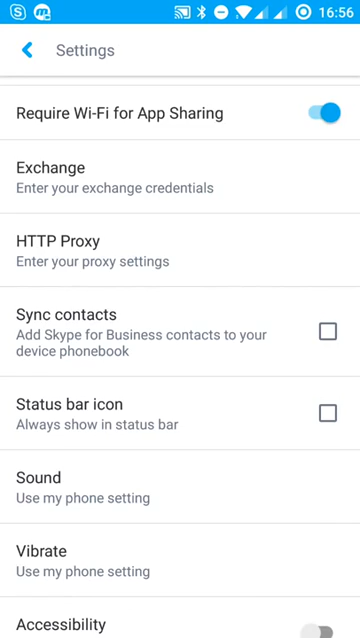 16:56
Settings
Require Wi-Fi for App Sharing
Exchange
Enter your exchange credentials
HTTP Proxy
Enter your proxy settings
Sync contacts
Add Skype for Business contacts to your
device phonebook
Status bar icon
Always show in status bar
Sound
Use my phone setting
Vibrate
Use my phone setting
Accessibility